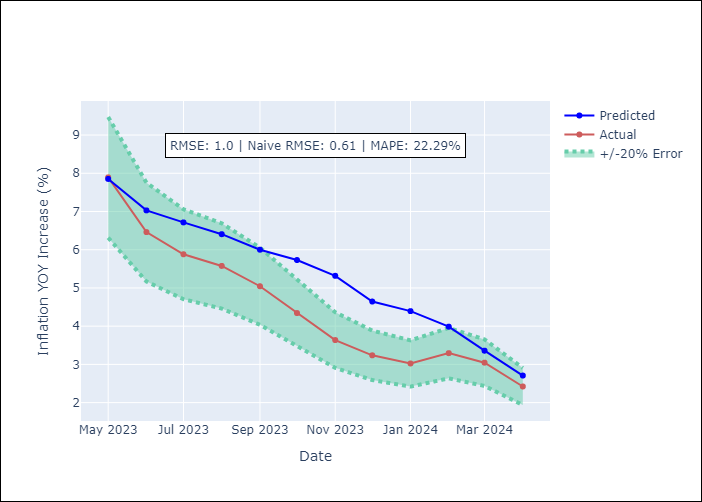 RMSE: 1.0 | Naive RMSE: 0.61 | MAPE: 22.29%
Predicted
Actual
+/-20% Error
Inflation YOY Increase (%)
9
8
7
6
5
4
3
2
May 2023 Jul 2023 Sep 2023 Nov 2023 Jan 2024 Mar 2024
Date